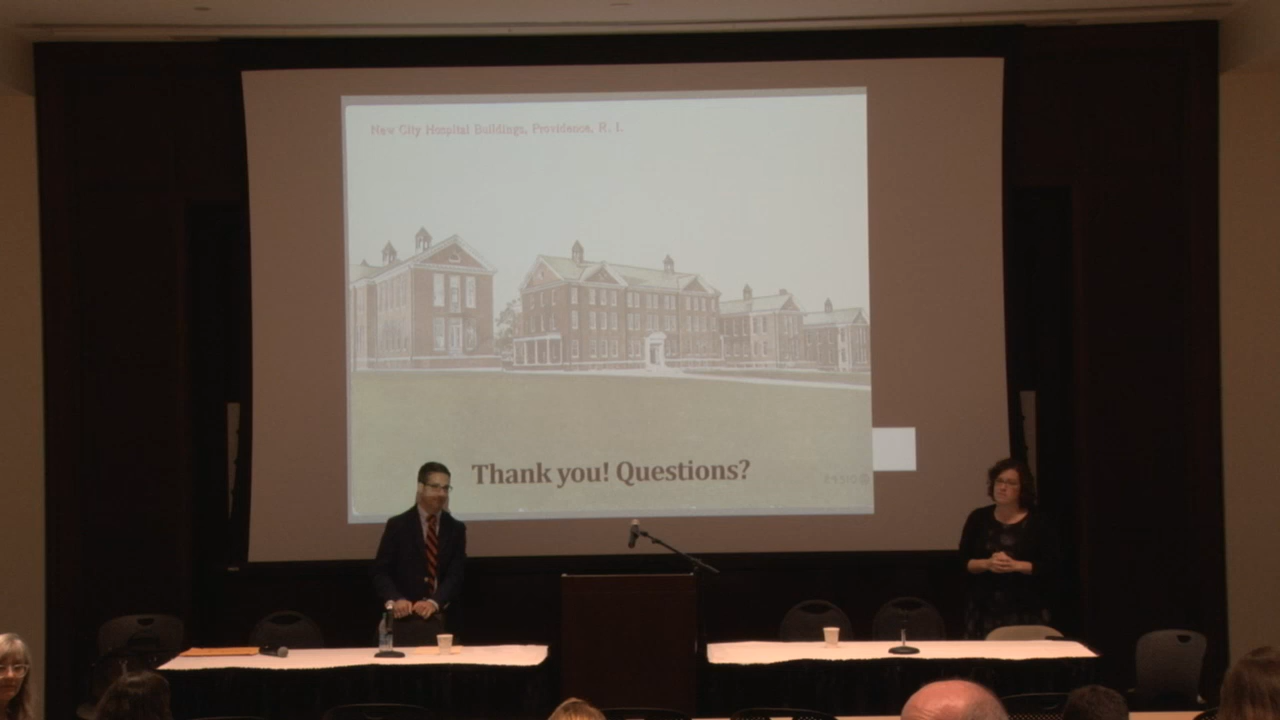 New City Hospital Buildings, Providence, R. I.
Thank you! Questions?